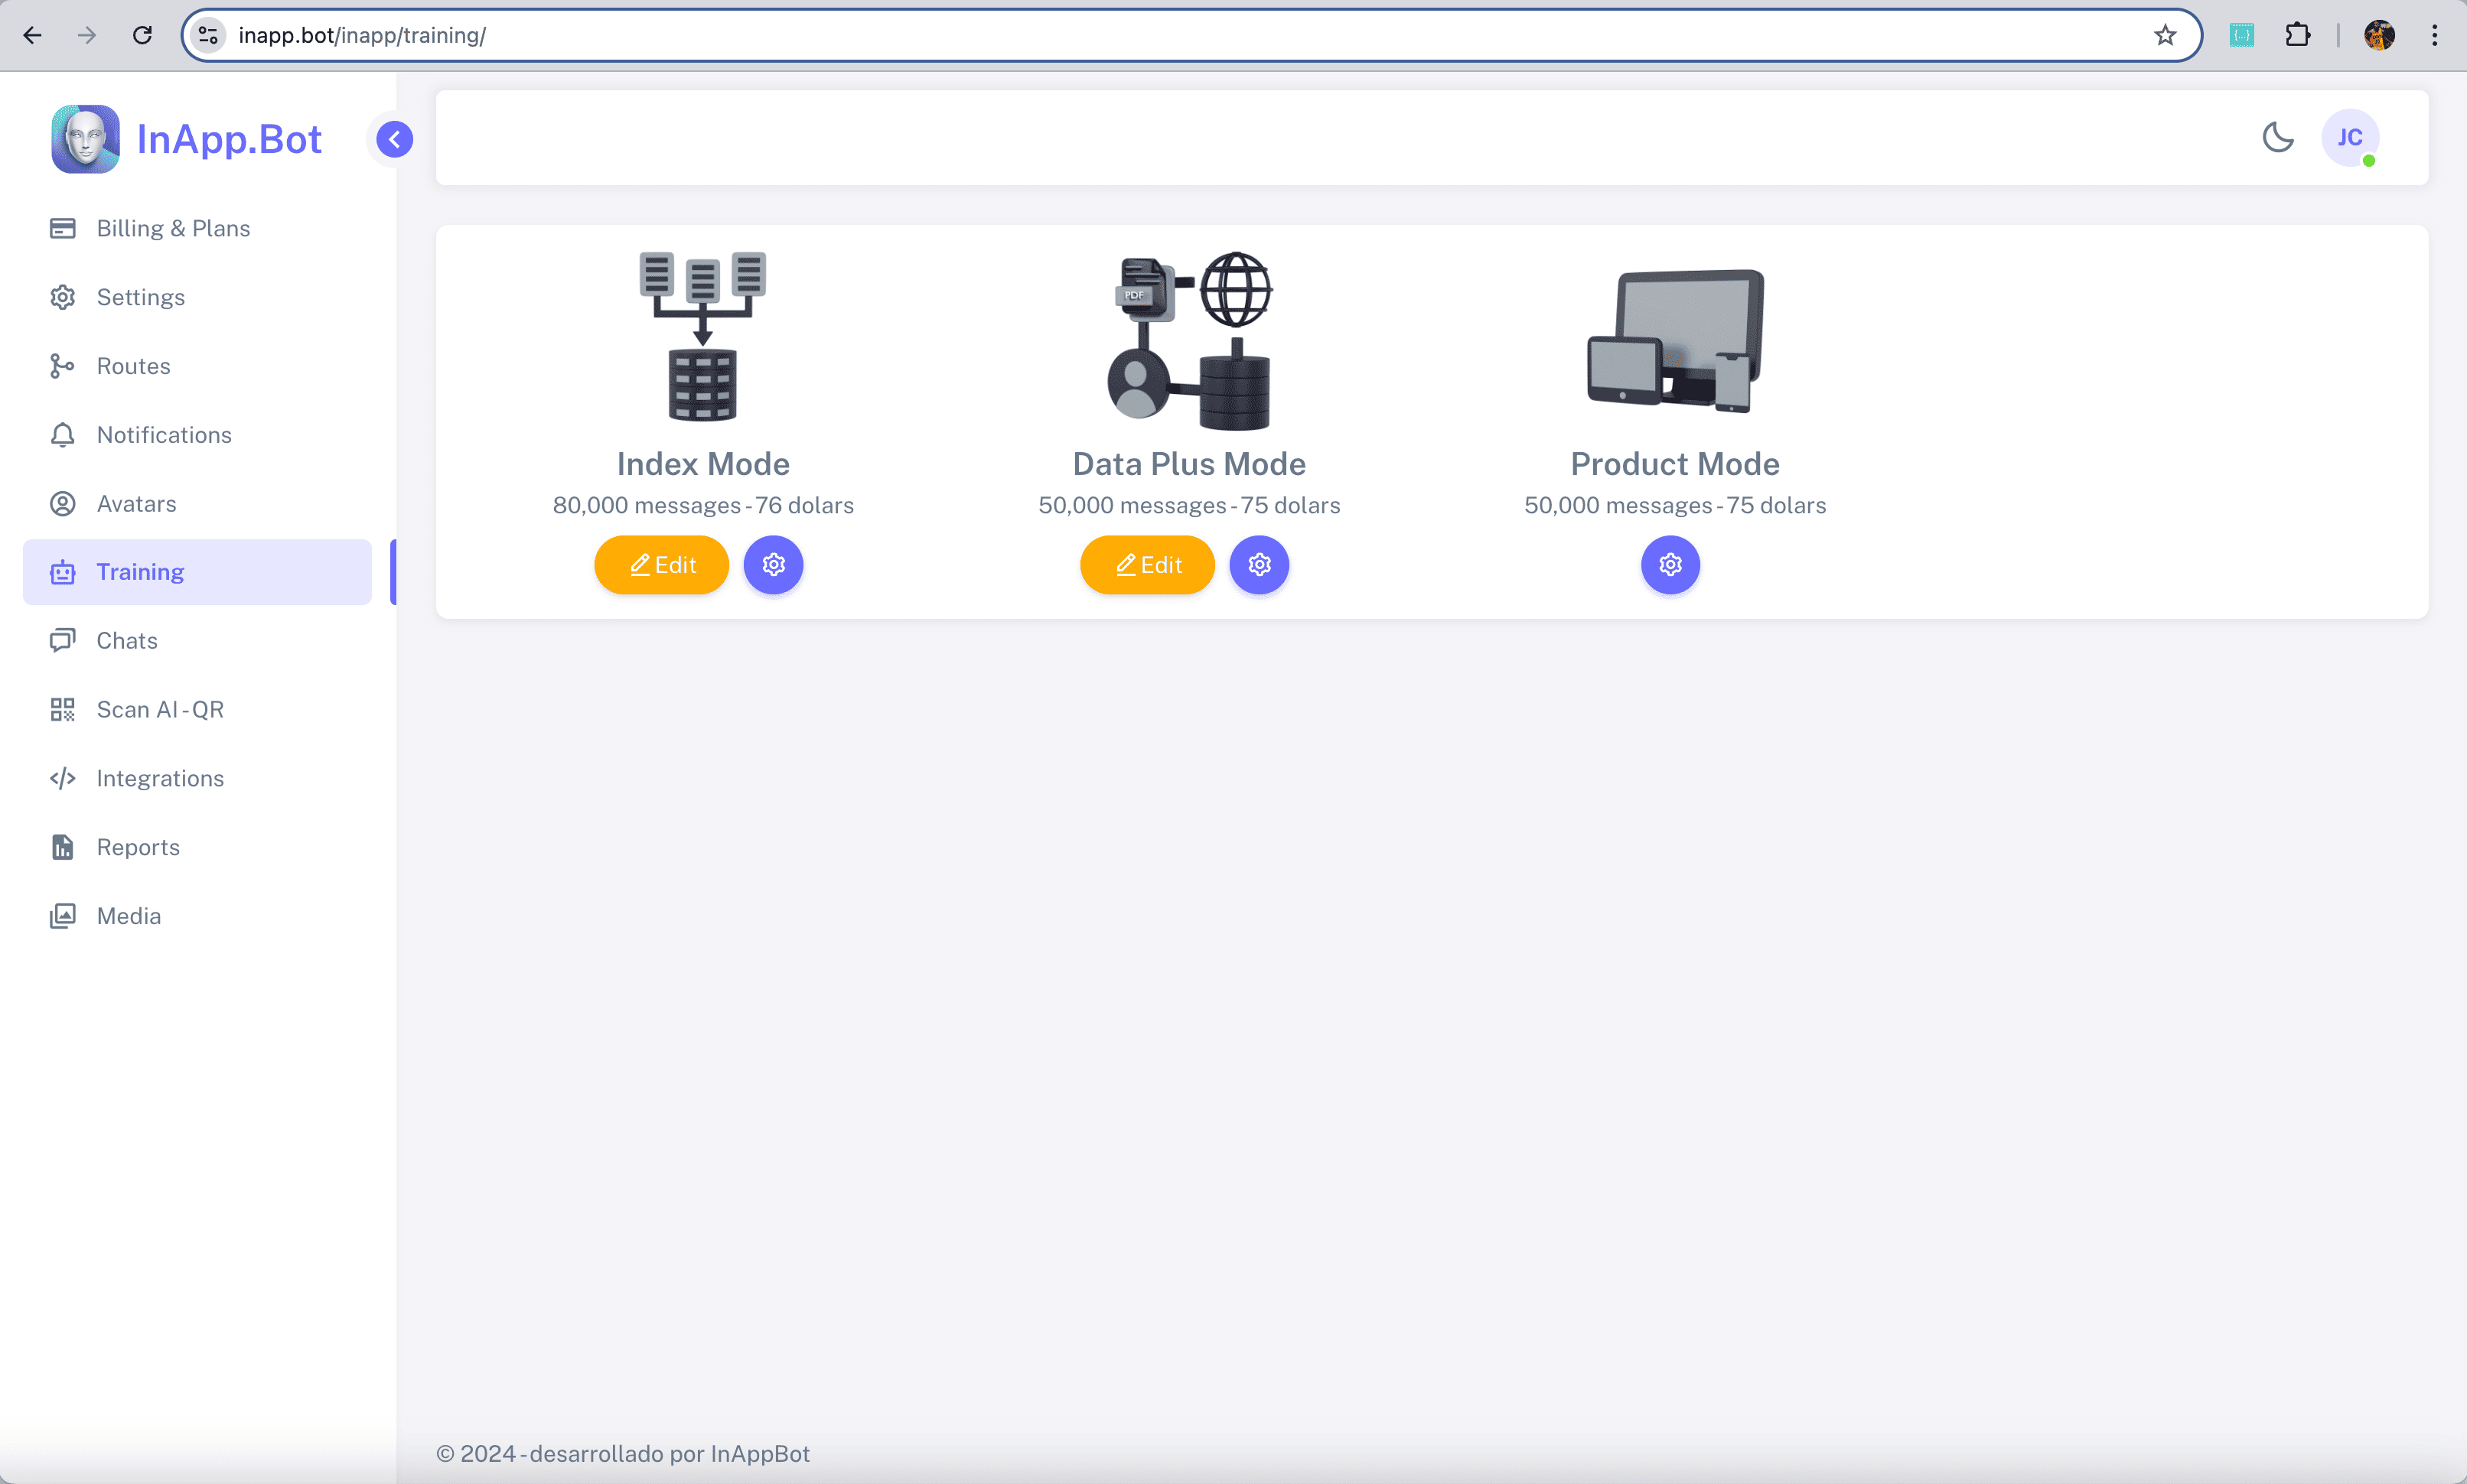 inapp.bot/inapp/training/
InApp.Bot
JC
Billing & Plans
Settings
Routes
Notifications
Avatars
Training
Chats
Scan AI-QR
Integrations
Reports
Media
PDF
Index Mode
80,000 messages - 76 dolars
Edit
Data Plus Mode
50,000 messages - 75 dolars
Edit
Product Mode
50,000 messages - 75 dolars
© 2024 - desarrollado por InAppBot